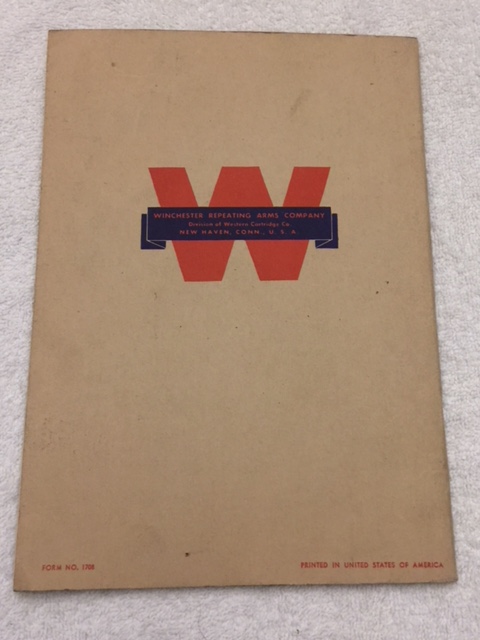 W
WINCHESTER REPEATING ARMS COMPANY
Division of Western Cartridge Co.
NEW HAVEN, CONN., U. S. A.
FORM NO. 1708
PRINTED IN UNITED STATES OF AMERICA